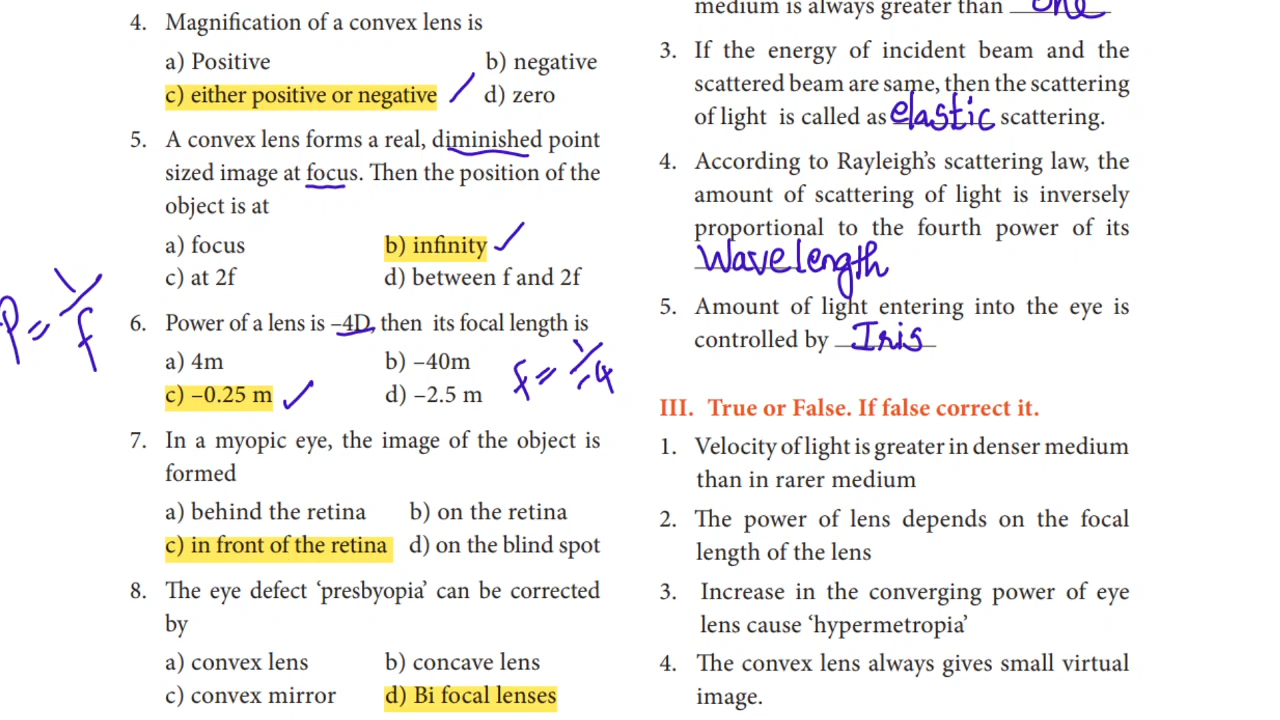 4. Magnification of a convex lens is
a) Positive b) negative
c) either positive or negative d) zero
5. A convex lens forms a real, diminished point
sized image at focus. Then the position of the
object is at
a) focus b) infinity
c) at 2f d) between f and 2f
P = 1/f
6. Power of a lens is –4D, then its focal length is
a) 4m b) –40m
c) –0.25 m d) –2.5 m
f = 1/-4
7. In a myopic eye, the image of the object is
formed
a) behind the retina b) on the retina
c) in front of the retina d) on the blind spot
8. The eye defect ‘presbyopia’ can be corrected
by
a) convex lens b) concave lens
c) convex mirror d) Bi focal lenses
medium is always greater than one
3. If the energy of incident beam and the
scattered beam are same, then the scattering
of light is called as elastic scattering.
4. According to Rayleigh’s scattering law, the
amount of scattering of light is inversely
proportional to the fourth power of its
Wavelength
5. Amount of light entering into the eye is
controlled by Iris
III. True or False. If false correct it.
1. Velocity of light is greater in denser medium
than in rarer medium
2. The power of lens depends on the focal
length of the lens
3. Increase in the converging power of eye
lens cause ‘hypermetropia’
4. The convex lens always gives small virtual
image.